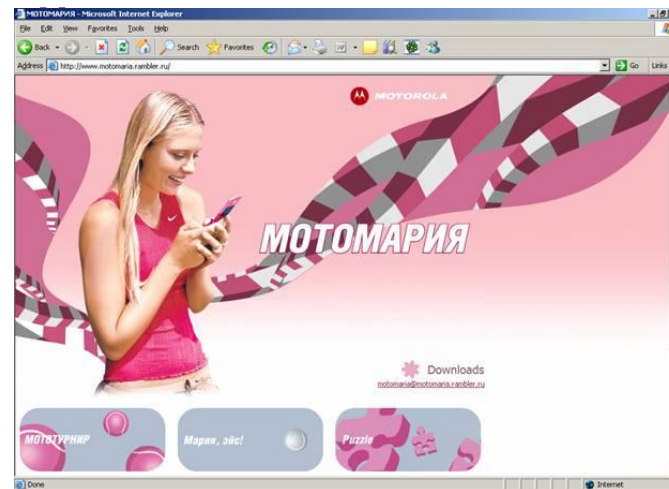 МОТОМАРИЯ - Microsoft Internet Explorer
File Edit View Favorites Tools Help
Back Search Favorites
Address http://www.motomaria.rambler.ru/ Go Links
MOTOROLA
МОТОМАРИЯ
Downloads
motomaria@motomaria.rambler.ru
МОТОТУРНИР
Мария, эйс!
Puzzle
Done Internet